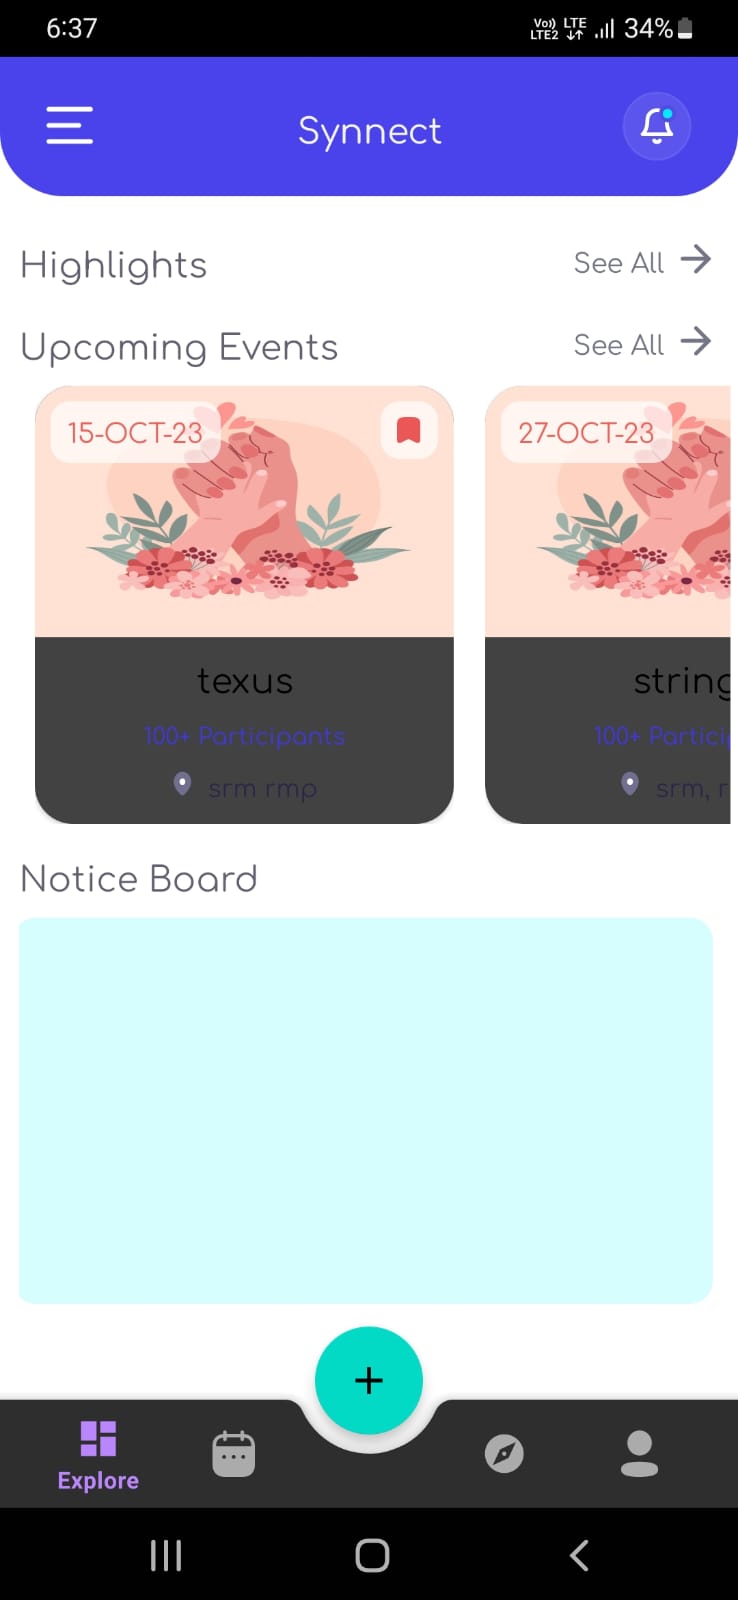 6:37
Vo)) LTE
LTE2
34%
Synnect
Highlights
See All
Upcoming Events
See All
15-OCT-23
27-OCT-23
texus
string
100+ Participants
100+ Partici
srm rmp
srm, r
Notice Board
+
Explore